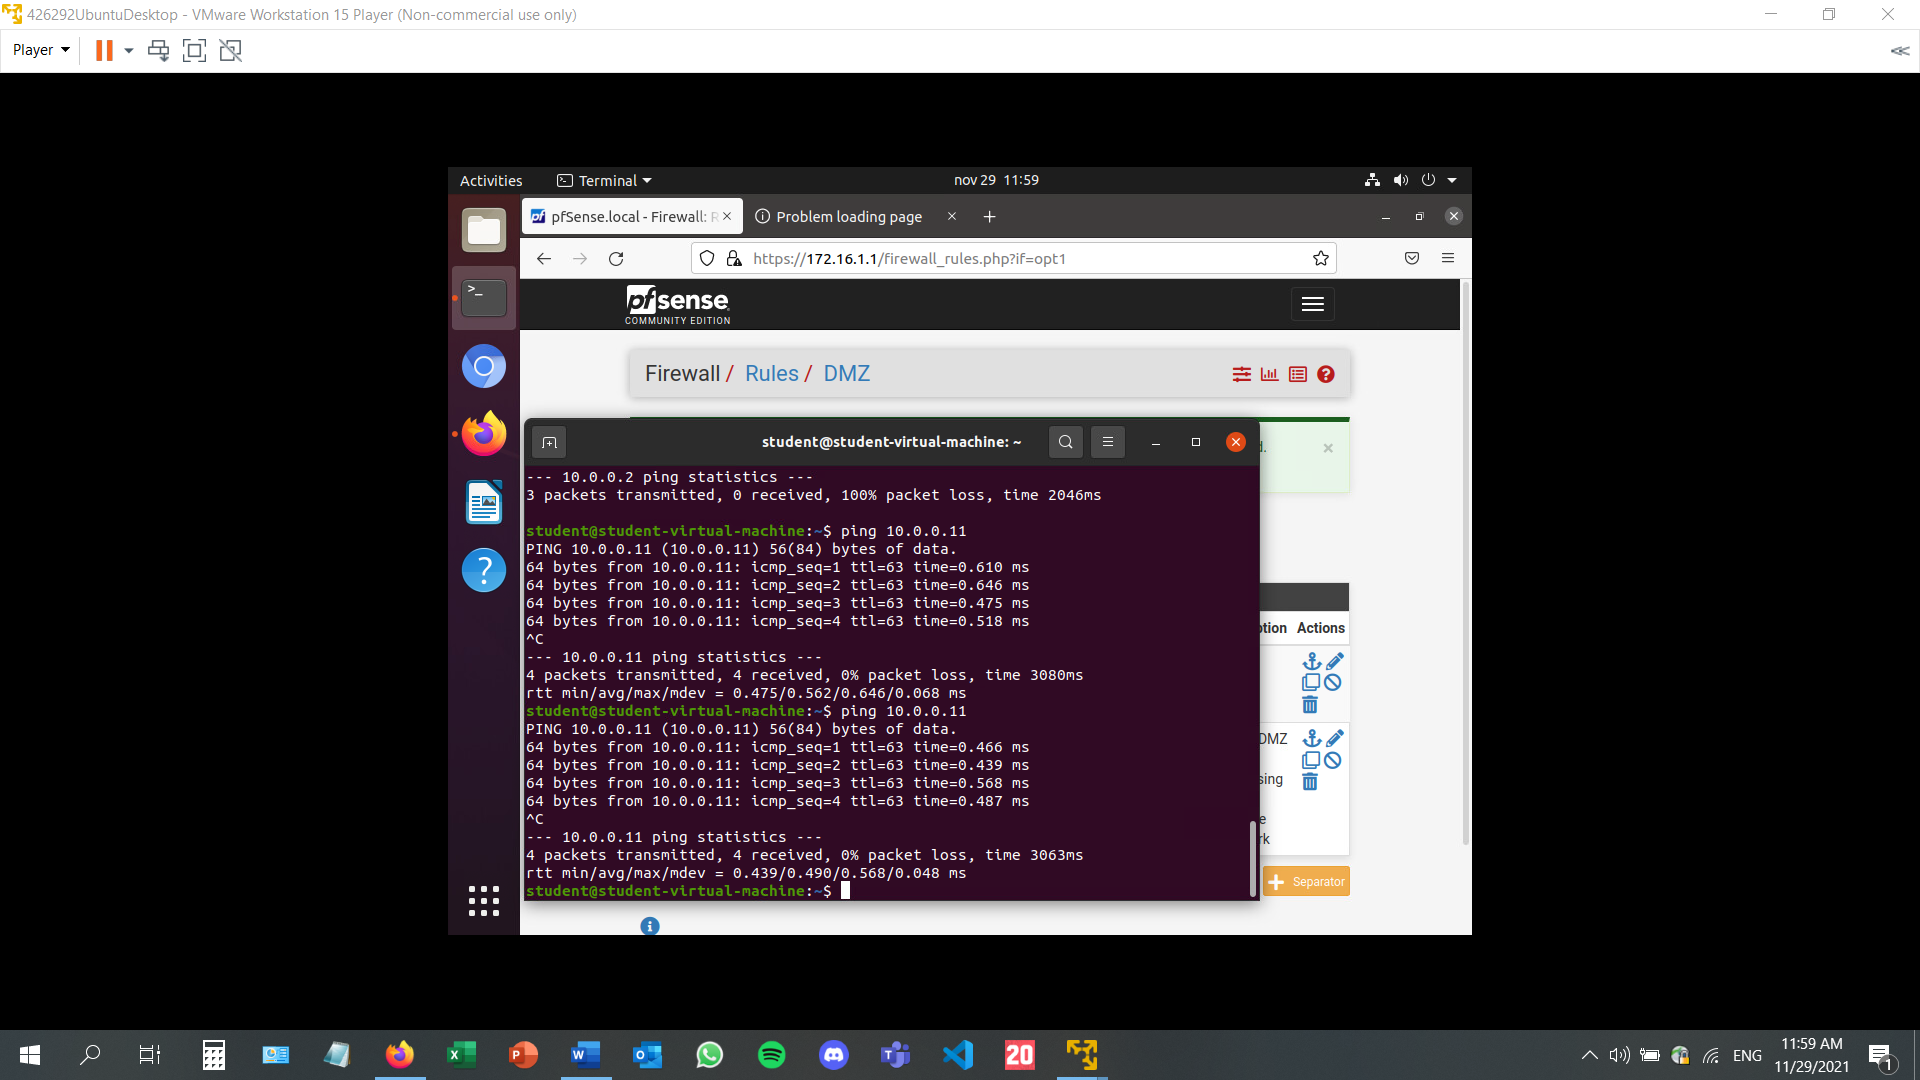 426292UbuntuDesktop - VMware Workstation 15 Player (Non-commercial use only)
Player
Activities
Terminal
nov 29 11:59
pfSense.local - Firewall: R
Problem loading page
https://172.16.1.1/firewall_rules.php?if=opt1
pfsense
COMMUNITY EDITION
Firewall / Rules / DMZ
student@student-virtual-machine: ~
d.
--- 10.0.0.2 ping statistics ---
3 packets transmitted, 0 received, 100% packet loss, time 2046ms
student@student-virtual-machine:~$ ping 10.0.0.11
PING 10.0.0.11 (10.0.0.11) 56(84) bytes of data.
64 bytes from 10.0.0.11: icmp_seq=1 ttl=63 time=0.610 ms
64 bytes from 10.0.0.11: icmp_seq=2 ttl=63 time=0.646 ms
64 bytes from 10.0.0.11: icmp_seq=3 ttl=63 time=0.475 ms
64 bytes from 10.0.0.11: icmp_seq=4 ttl=63 time=0.518 ms
^C
--- 10.0.0.11 ping statistics ---
4 packets transmitted, 4 received, 0% packet loss, time 3080ms
rtt min/avg/max/mdev = 0.475/0.562/0.646/0.068 ms
student@student-virtual-machine:~$ ping 10.0.0.11
PING 10.0.0.11 (10.0.0.11) 56(84) bytes of data.
64 bytes from 10.0.0.11: icmp_seq=1 ttl=63 time=0.466 ms
64 bytes from 10.0.0.11: icmp_seq=2 ttl=63 time=0.439 ms
64 bytes from 10.0.0.11: icmp_seq=3 ttl=63 time=0.568 ms
64 bytes from 10.0.0.11: icmp_seq=4 ttl=63 time=0.487 ms
^C
--- 10.0.0.11 ping statistics ---
4 packets transmitted, 4 received, 0% packet loss, time 3063ms
rtt min/avg/max/mdev = 0.439/0.490/0.568/0.048 ms
student@student-virtual-machine:~$
ption Actions
DMZ
sing
e
rk
Separator
20
ENG
11:59 AM
11/29/2021
1